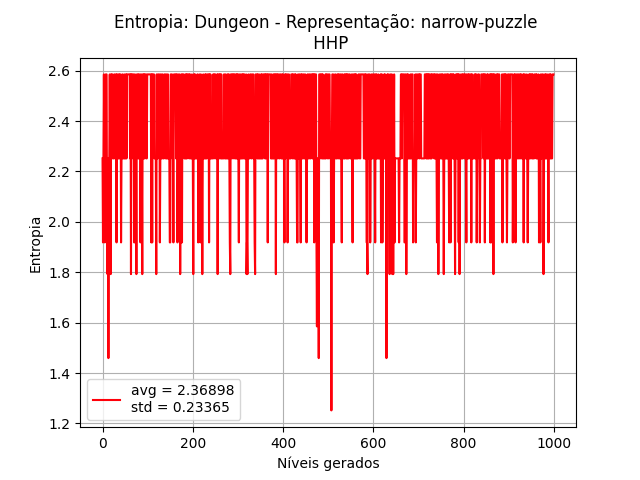 Entropia: Dungeon - Representação: narrow-puzzle
HHP
2.6
2.4
2.2
2.0
1.8
1.6
1.4
1.2
Entropia
avg = 2.36898
std = 0.23365
0 200 400 600 800 1000
Níveis gerados